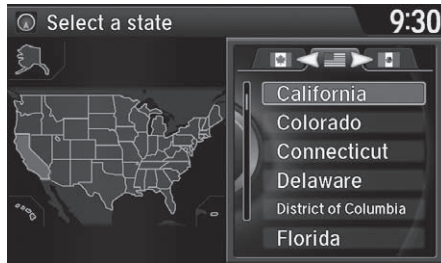 Select a state
9:30
California
Colorado
Connecticut
Delaware
District of Columbia
Florida